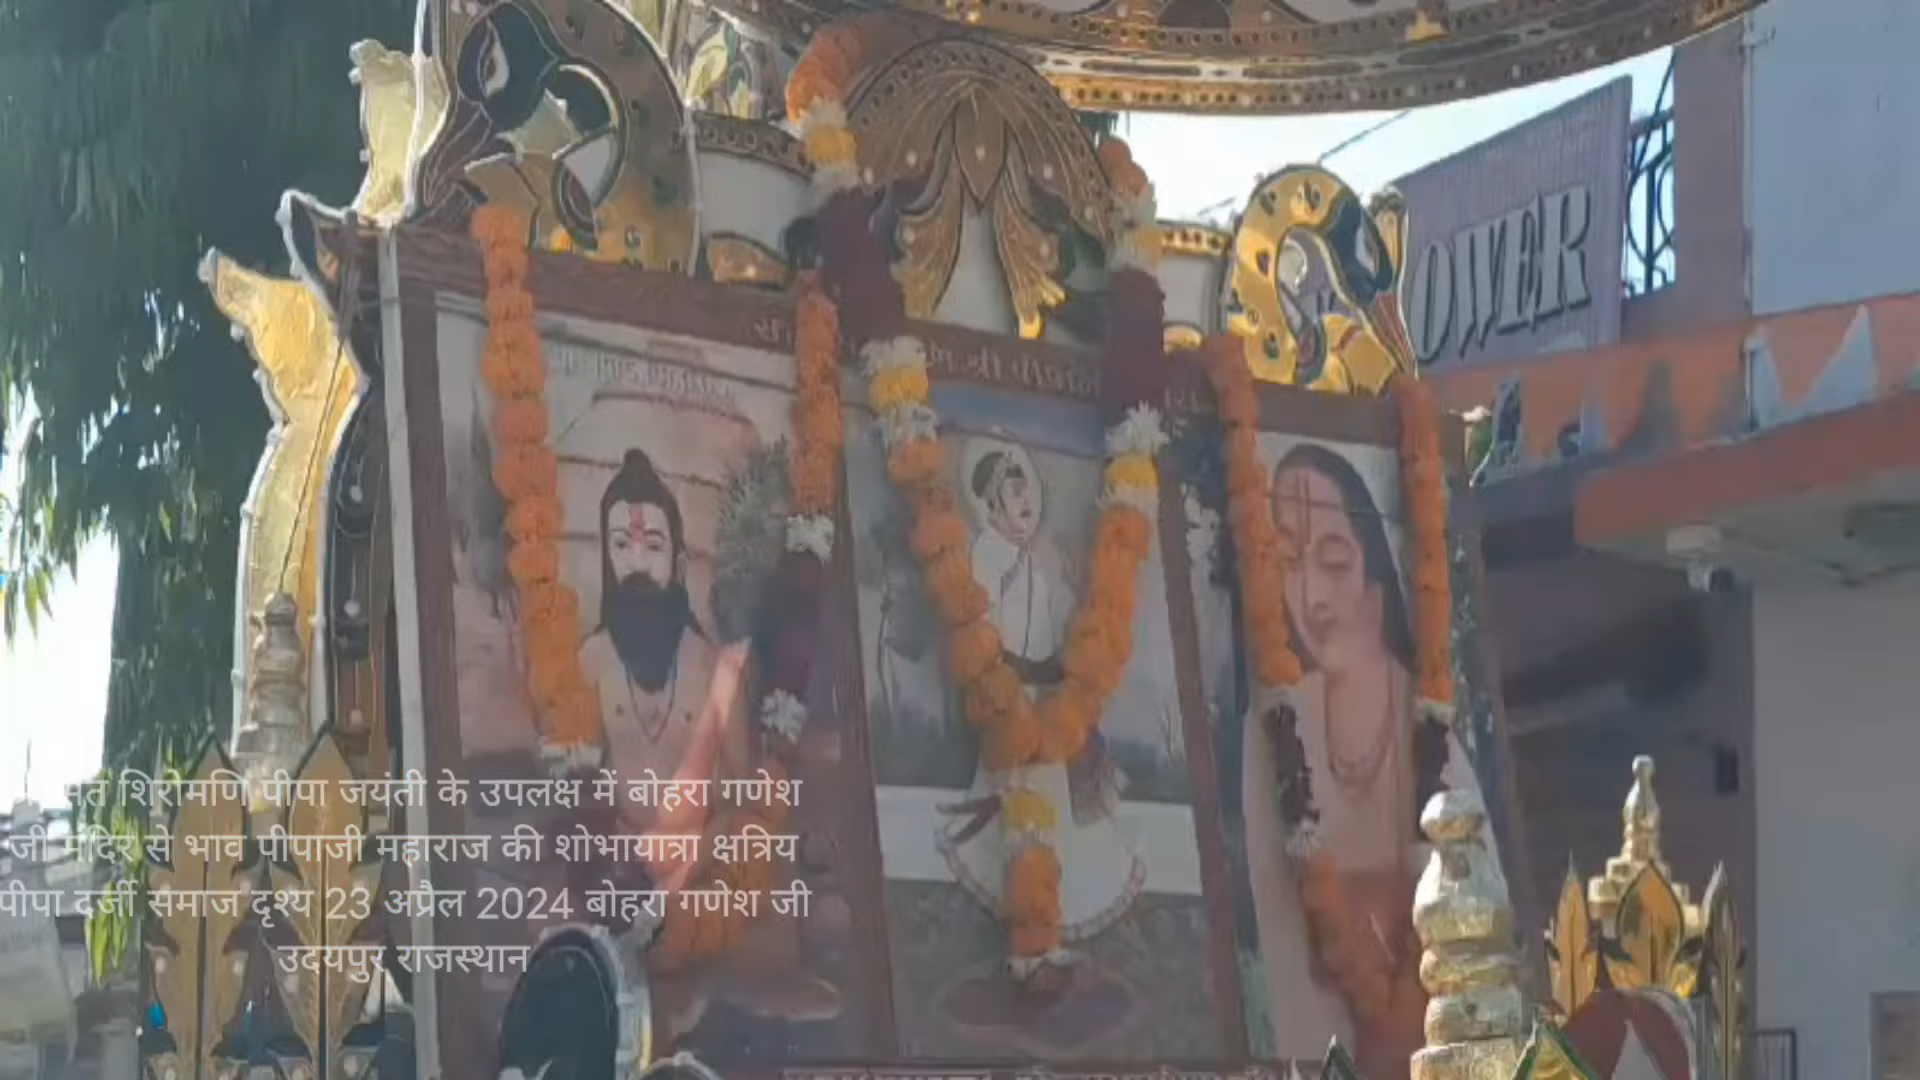 OWER
श्री पीपाजी
संत शिरोमणि पीपा जयंती के उपलक्ष में बोहरा गणेश
जी मंदिर से भाव पीपाजी महाराज की शोभायात्रा क्षत्रिय
पीपा दर्जी समाज दृश्य 23 अप्रैल 2024 बोहरा गणेश जी
उदयपुर राजस्थान